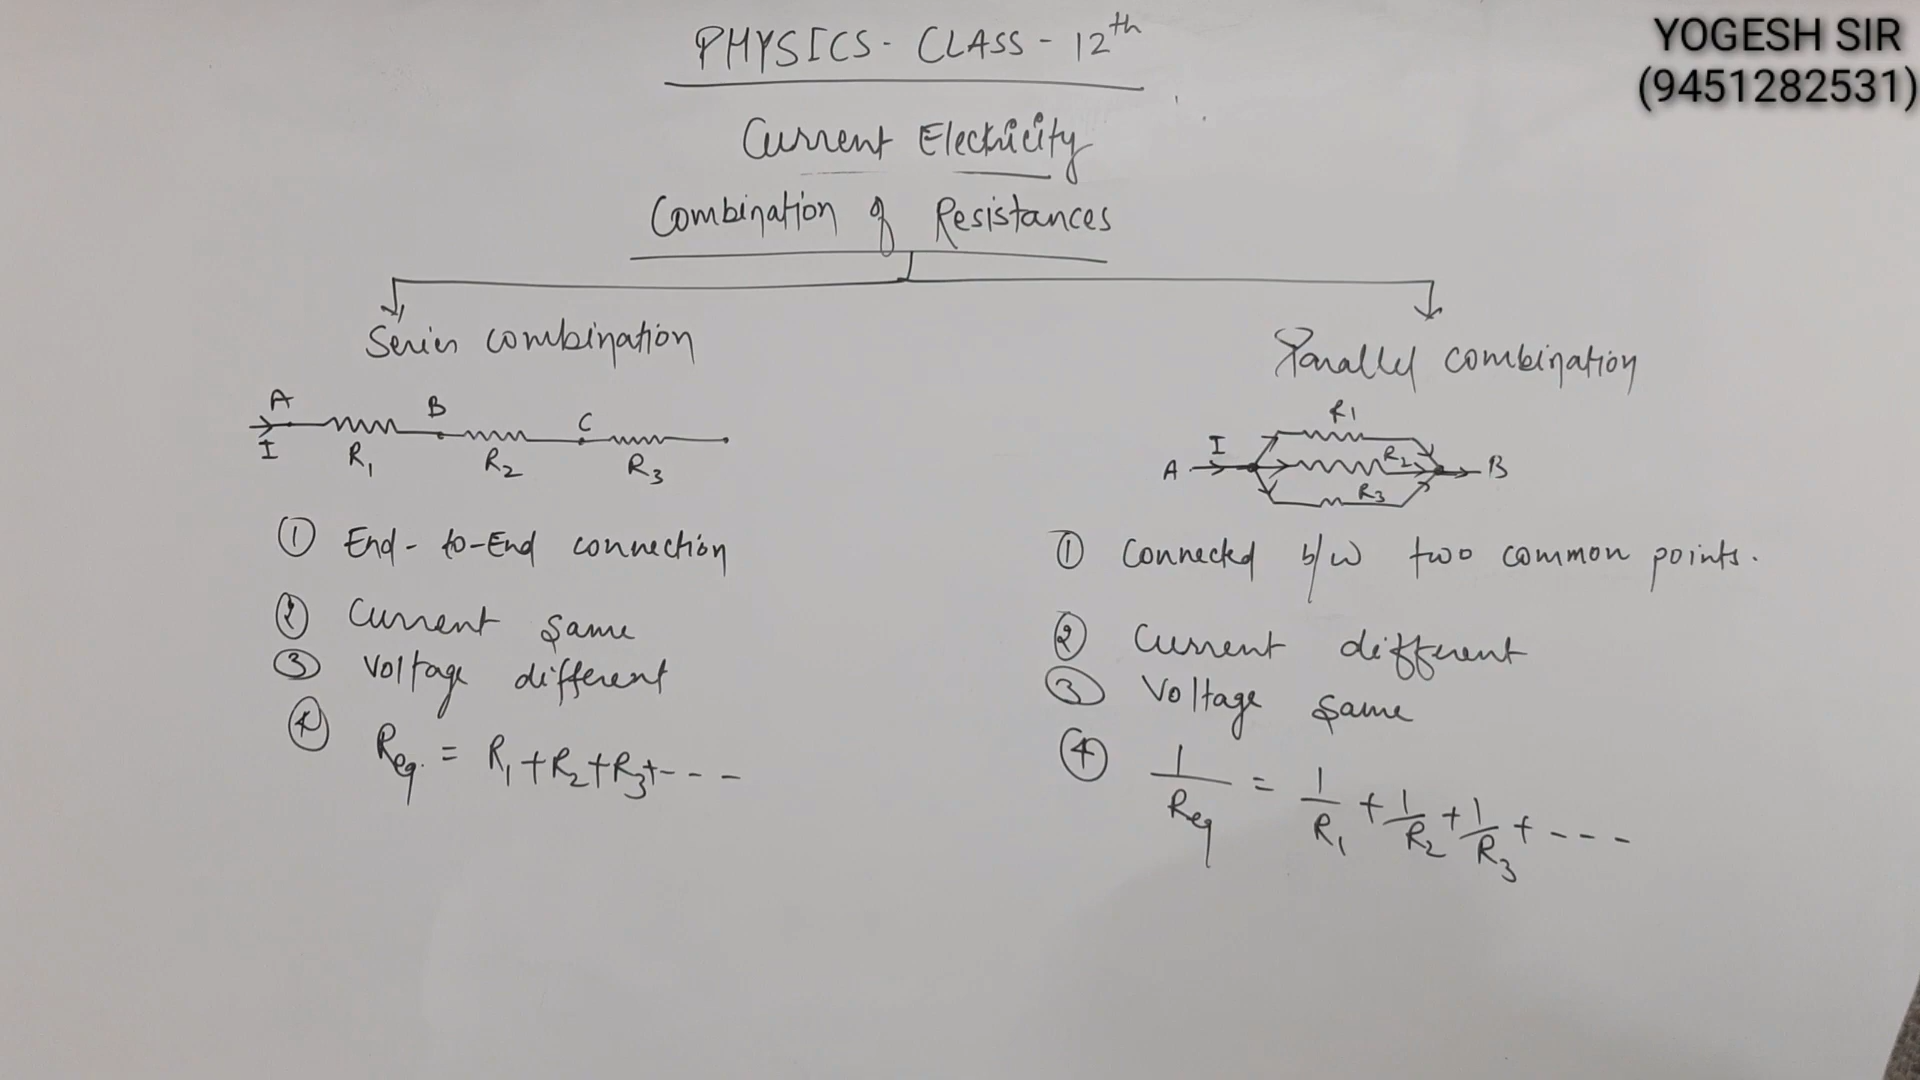 PHYSICS - CLASS - 12th
YOGESH SIR
(9451282531)
Current Electricity
Combination of Resistances
Series combination
A B C
I R1 R2 R3
① End-to-End connection
② Current same
③ Voltage different
④ Req. = R1+R2+R3+---
Parallel combination
R1
A I R2 B
R3
① Connected b/w two common points.
② Current different
③ Voltage same
④ 1/Req = 1/R1 + 1/R2 + 1/R3 + ---